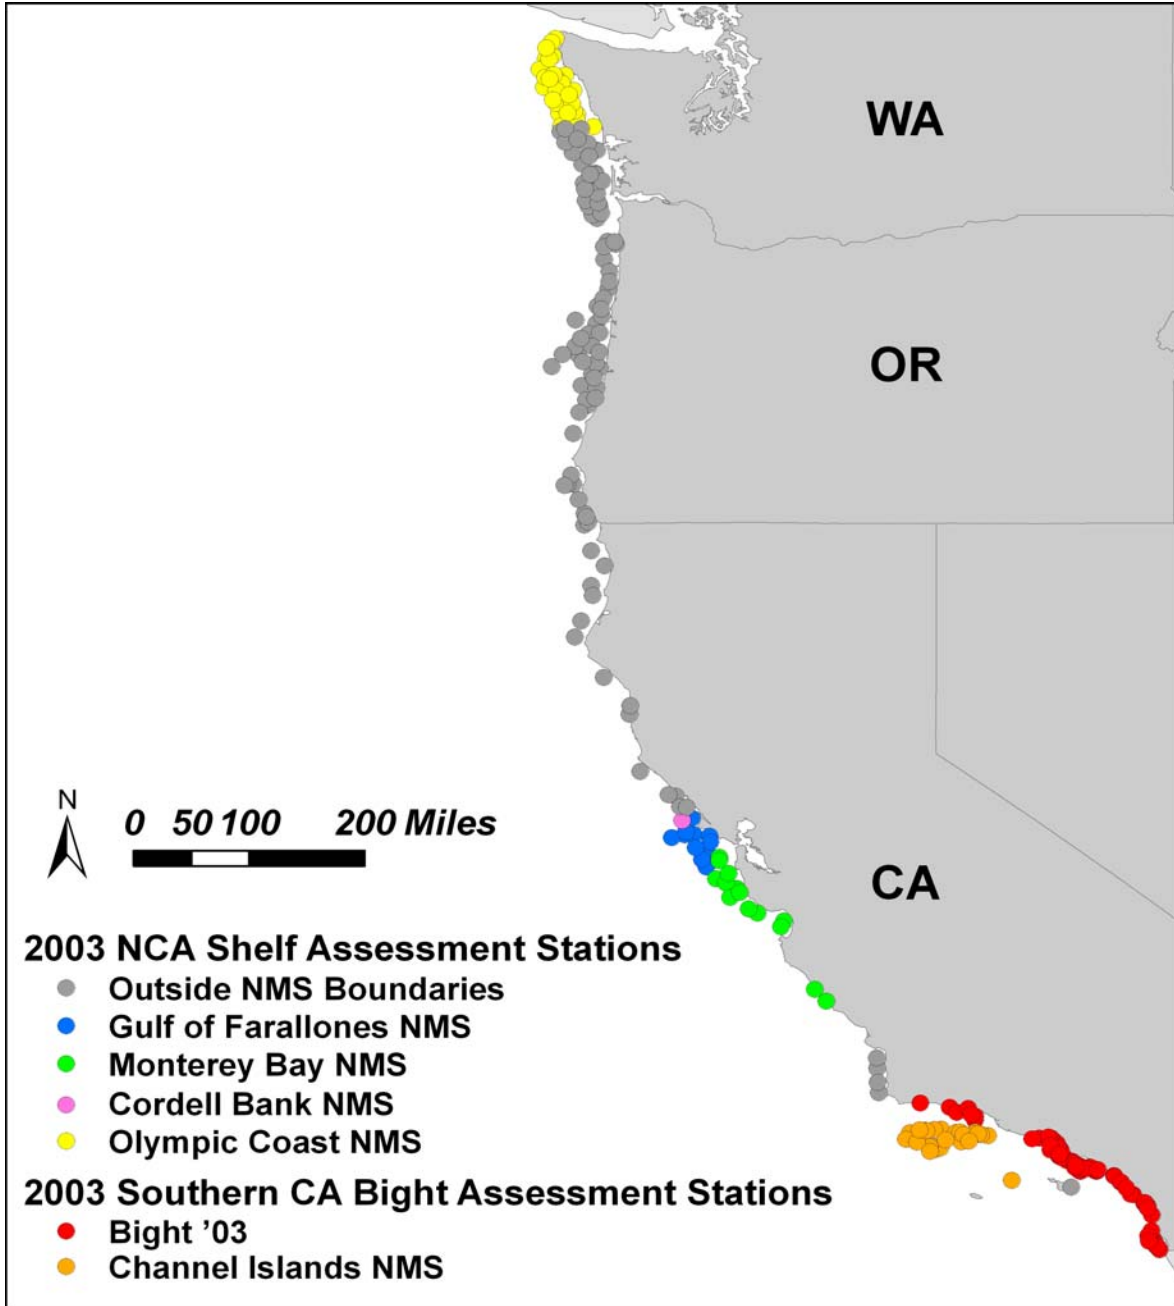 WA
OR
CA
N
0 50 100 200 Miles
2003 NCA Shelf Assessment Stations
Outside NMS Boundaries
Gulf of Farallones NMS
Monterey Bay NMS
Cordell Bank NMS
Olympic Coast NMS
2003 Southern CA Bight Assessment Stations
Bight ’03
Channel Islands NMS